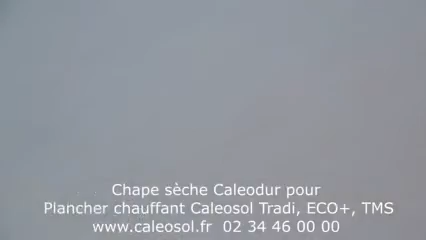 Chape sèche Caleodur pour
Plancher chauffant Caleosol Tradi, ECO+, TMS
www.caleosol.fr 02 34 46 00 00